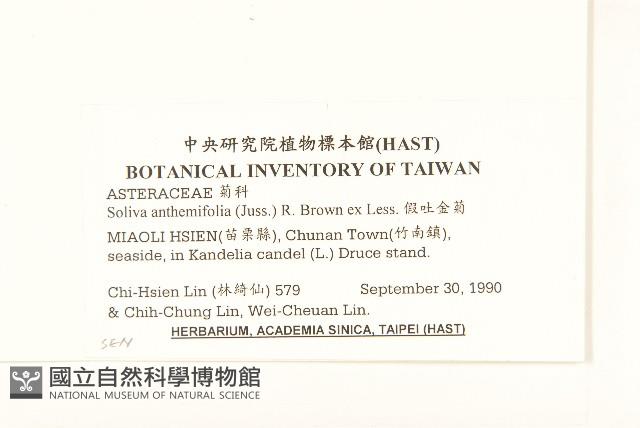 中央研究院植物標本館(HAST)
BOTANICAL INVENTORY OF TAIWAN
ASTERACEAE 菊科
Soliva anthemifolia (Juss.) R. Brown ex Less. 假吐金菊
MIAOLI HSIEN(苗栗縣), Chunan Town(竹南鎮),
seaside, in Kandelia candel (L.) Druce stand.
Chi-Hsien Lin (林綺仙) 579 September 30, 1990
& Chih-Chung Lin, Wei-Cheuan Lin.
HERBARIUM, ACADEMIA SINICA, TAIPEI (HAST)
SEN
國立自然科學博物館
NATIONAL MUSEUM OF NATURAL SCIENCE